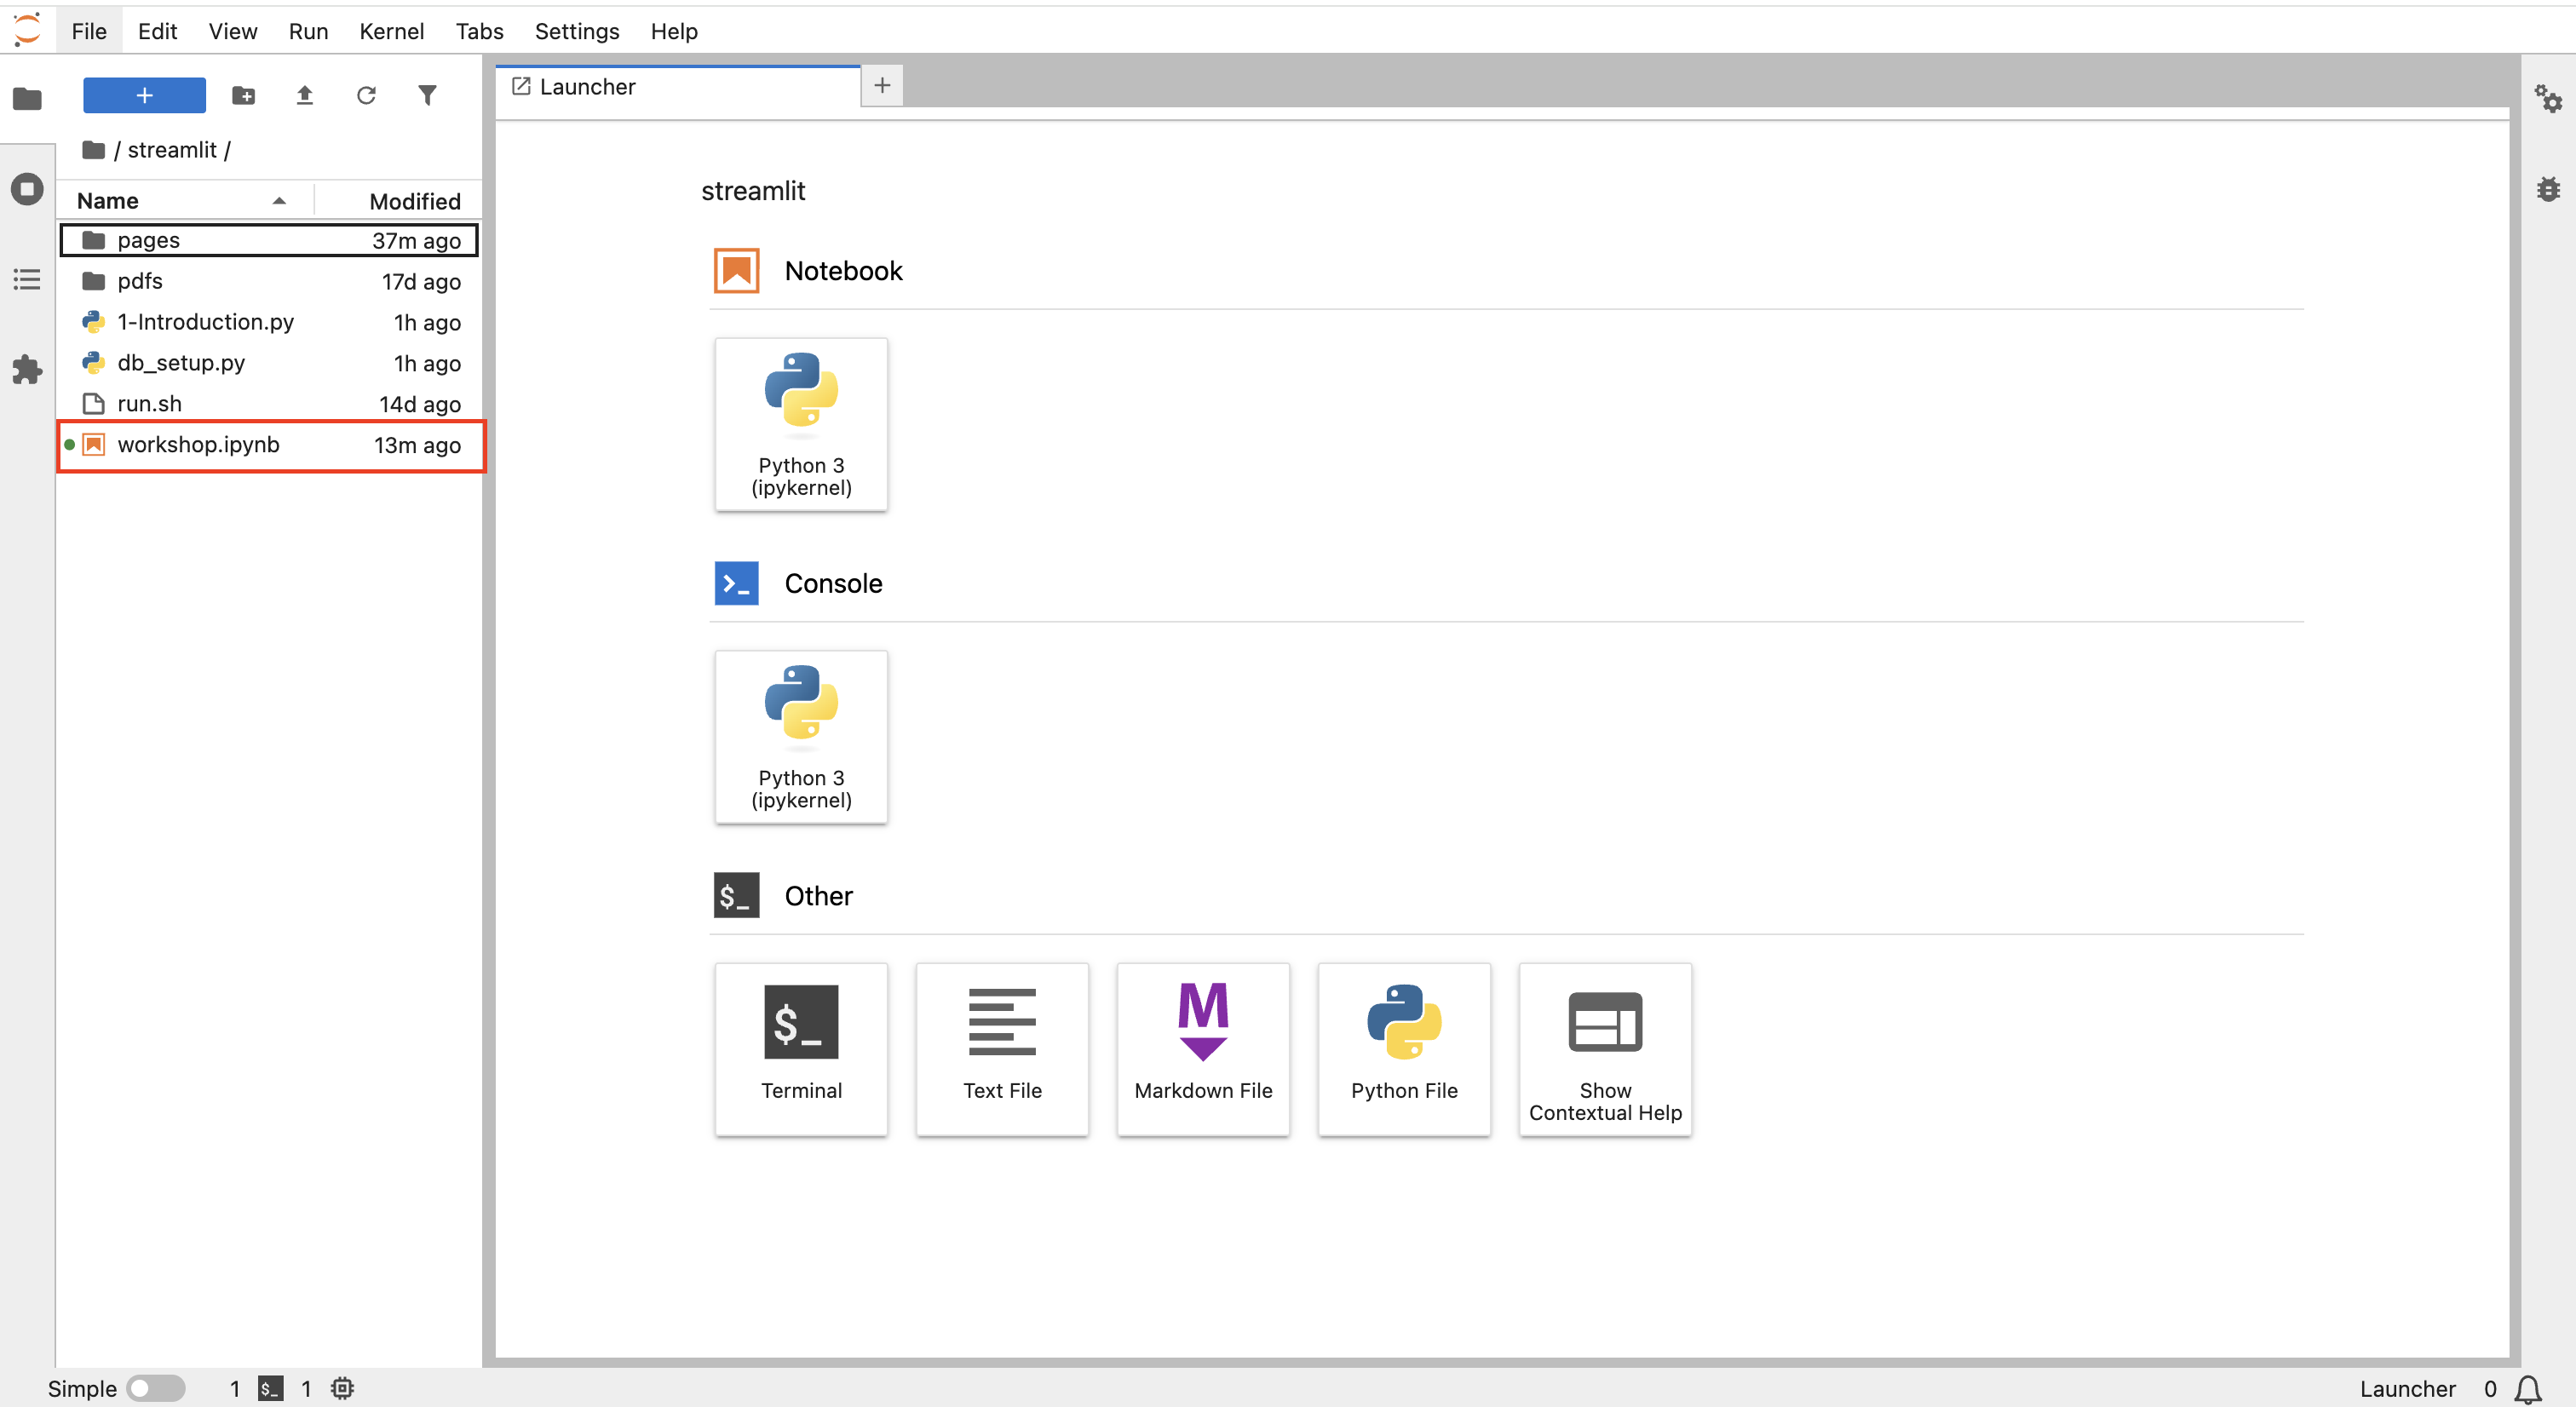 File Edit View Run Kernel Tabs Settings Help
+
/ streamlit /
Name Modified
pages 37m ago
pdfs 17d ago
1-Introduction.py 1h ago
db_setup.py 1h ago
run.sh 14d ago
workshop.ipynb 13m ago
Launcher +
streamlit
Notebook
Python 3
(ipykernel)
>_ Console
Python 3
(ipykernel)
$_ Other
$_
Terminal
Text File
M
Markdown File
Python File
Show
Contextual Help
Simple 1 $_ 1
Launcher 0